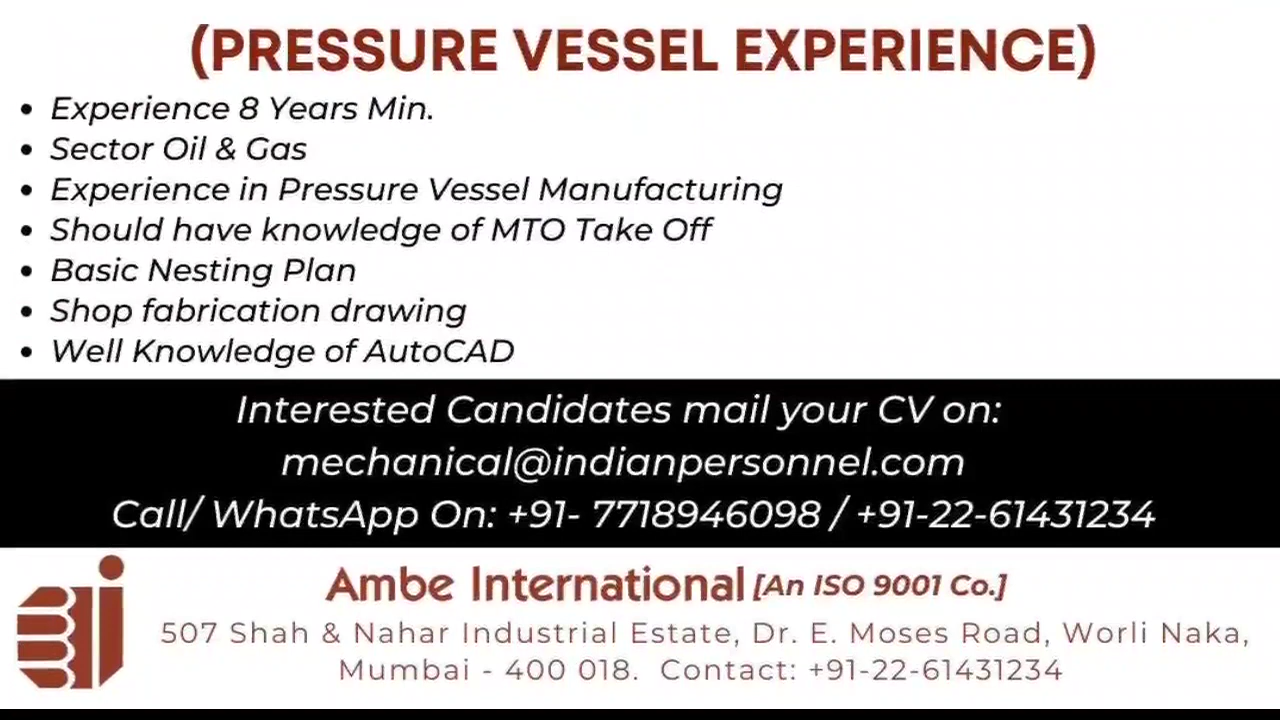 (PRESSURE VESSEL EXPERIENCE)
• Experience 8 Years Min.
• Sector Oil & Gas
• Experience in Pressure Vessel Manufacturing
• Should have knowledge of MTO Take Off
• Basic Nesting Plan
• Shop fabrication drawing
• Well Knowledge of AutoCAD
Interested Candidates mail your CV on:
mechanical@indianpersonnel.com
Call/ WhatsApp On: +91- 7718946098 / +91-22-61431234
Ambe International [An ISO 9001 Co.]
507 Shah & Nahar Industrial Estate, Dr. E. Moses Road, Worli Naka,
Mumbai - 400 018. Contact: +91-22-61431234